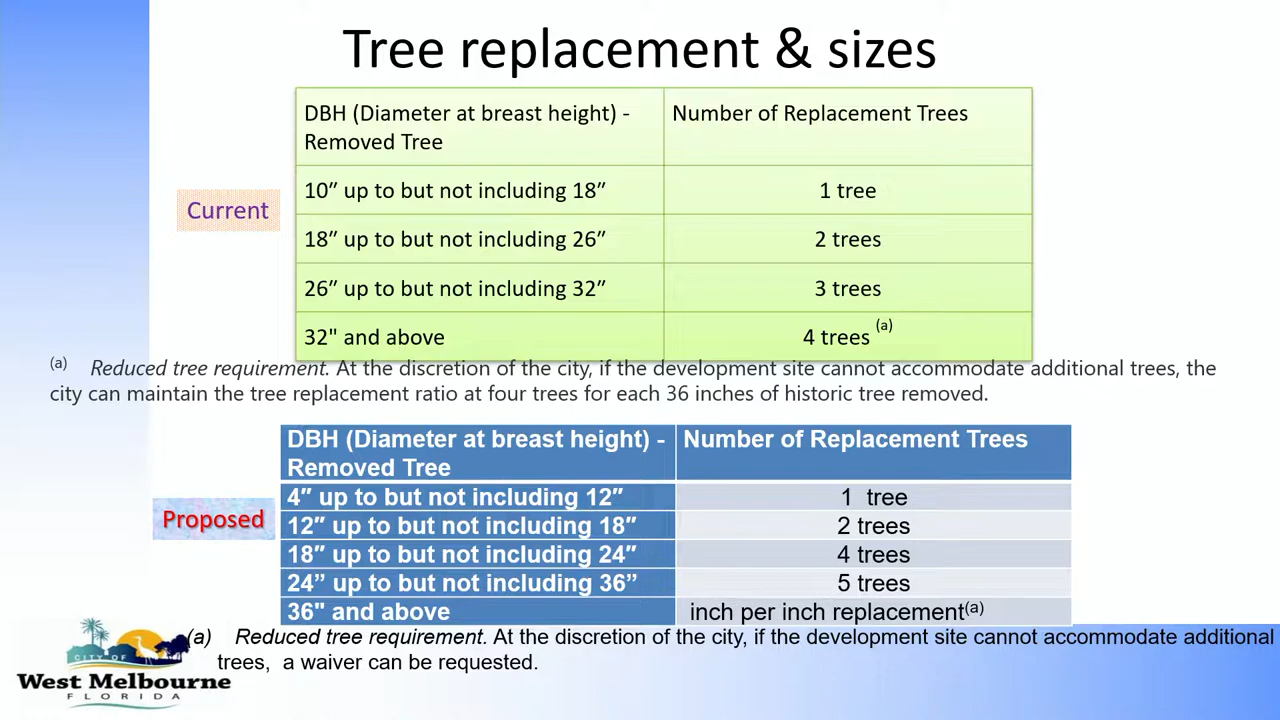 Tree replacement & sizes
DBH (Diameter at breast height) - Number of Replacement Trees
Removed Tree
10″ up to but not including 18″ 1 tree
Current
18″ up to but not including 26″ 2 trees
26″ up to but not including 32″ 3 trees
32" and above 4 trees (a)
(a) Reduced tree requirement. At the discretion of the city, if the development site cannot accommodate additional trees, the
city can maintain the tree replacement ratio at four trees for each 36 inches of historic tree removed.
DBH (Diameter at breast height) - Number of Replacement Trees
Removed Tree
4″ up to but not including 12″ 1 tree
Proposed
12″ up to but not including 18″ 2 trees
18″ up to but not including 24″ 4 trees
24” up to but not including 36” 5 trees
36" and above inch per inch replacement(a)
(a) Reduced tree requirement. At the discretion of the city, if the development site cannot accommodate additional
trees, a waiver can be requested.
CITY OF
West Melbourne
FLORIDA